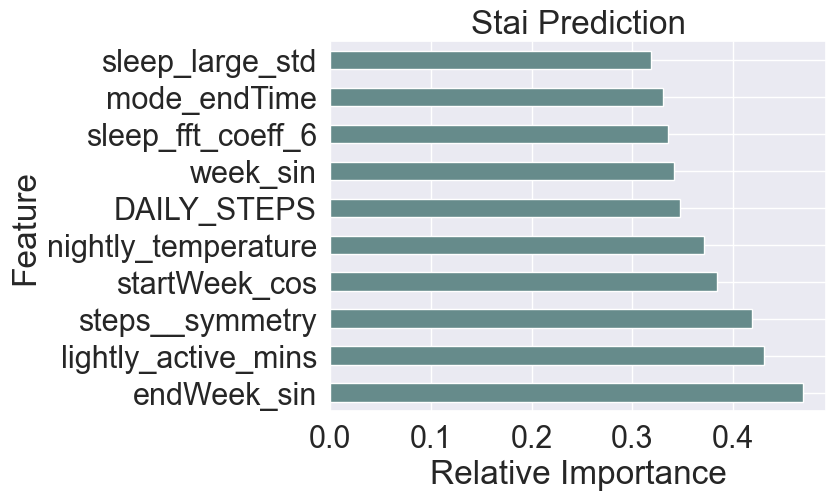 Stai Prediction
Feature
sleep_large_std
mode_endTime
sleep_fft_coeff_6
week_sin
DAILY_STEPS
nightly_temperature
startWeek_cos
steps__symmetry
lightly_active_mins
endWeek_sin
0.0 0.1 0.2 0.3 0.4
Relative Importance